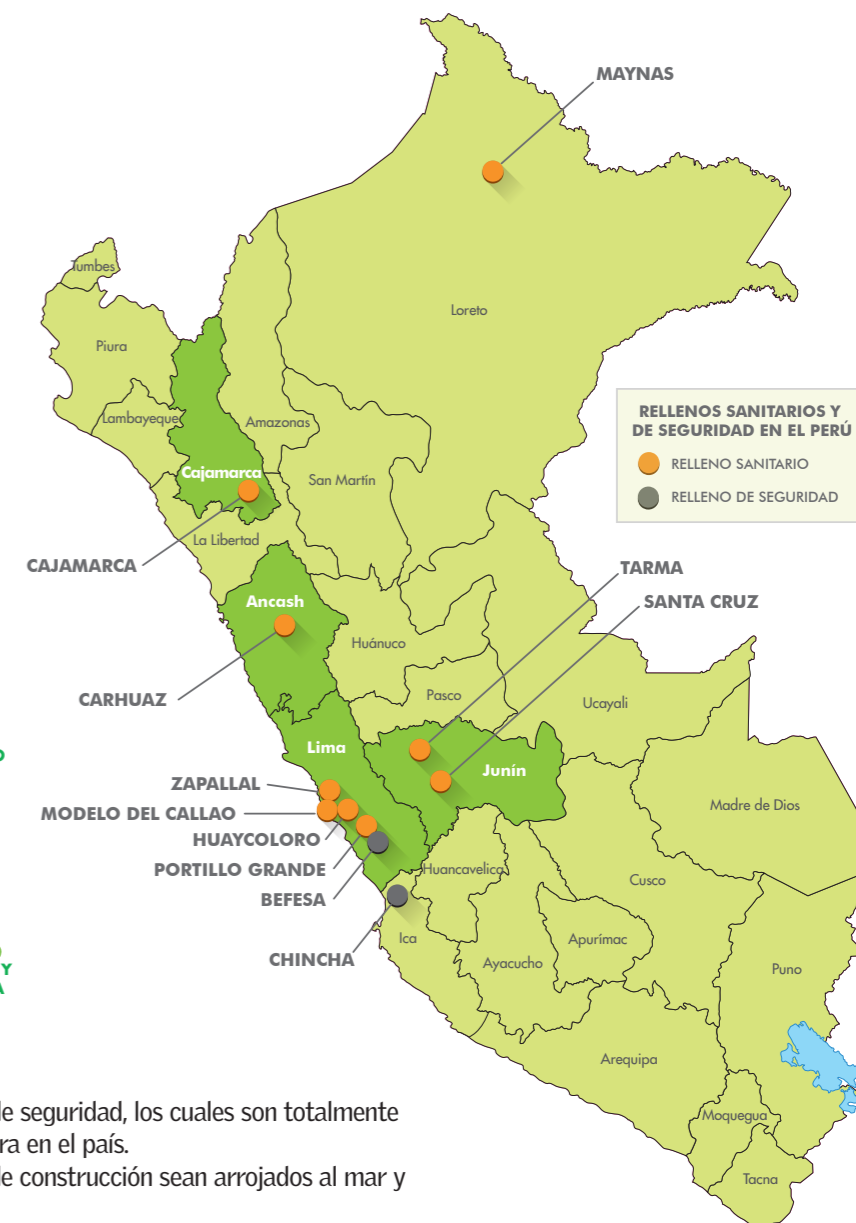 MAYNAS
Tumbes
Loreto
Piura
RELLENOS SANITARIOS Y
DE SEGURIDAD EN EL PERÚ
RELLENO SANITARIO
RELLENO DE SEGURIDAD
Lambayeque
Amazonas
Cajamarca
San Martín
La Libertad
CAJAMARCA
TARMA
SANTA CRUZ
Ancash
Huánuco
CARHUAZ
Pasco
Ucayali
Lima
Junín
ZAPALLAL
MODELO DEL CALLAO
Madre de Dios
HUAYCOLORO
PORTILLO GRANDE
Huancavelica
Cusco
BEFESA
CHINCHA
Ica
Apurímac
Ayacucho
Puno
Y
A
Arequipa
de seguridad, los cuales son totalmente
ra en el país.
de construcción sean arrojados al mar y
Moquegua
Tacna